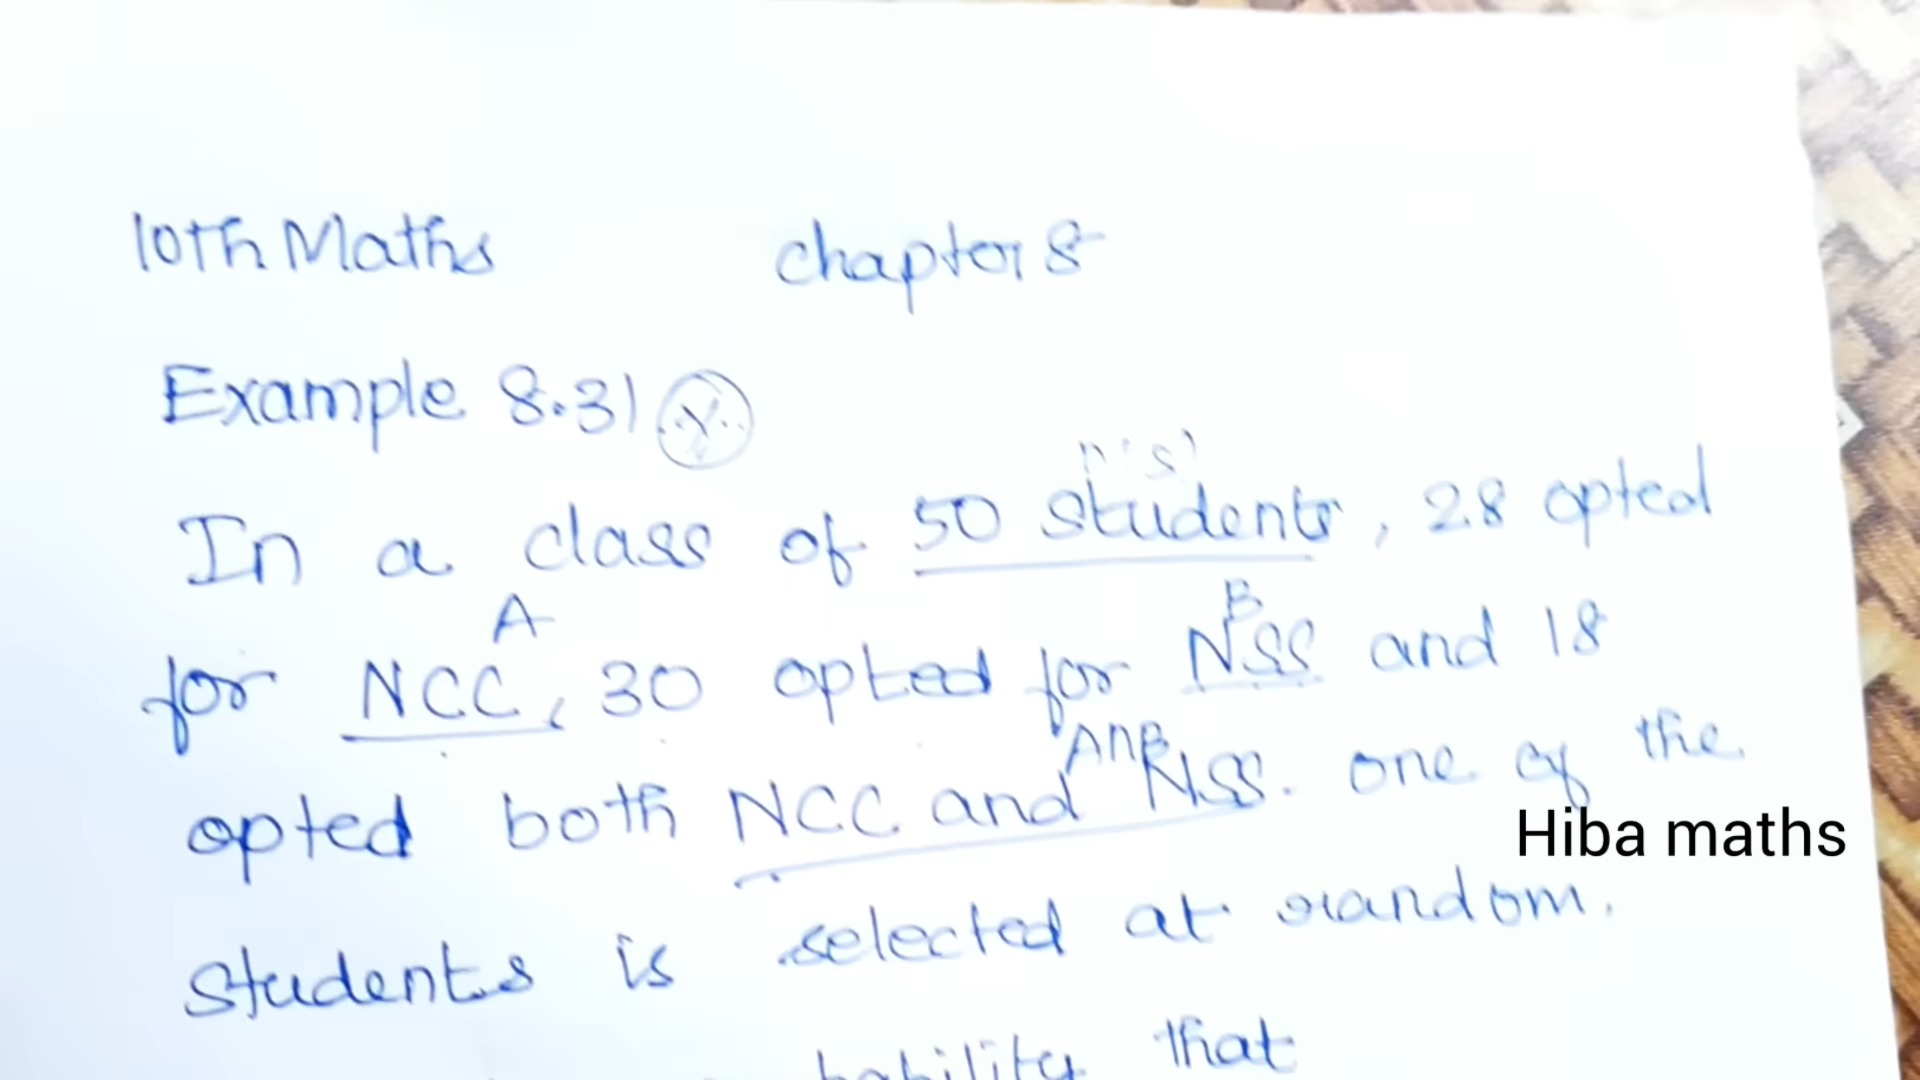 10th Maths chapter 8
Example 8.31
n(s)
In a class of 50 students, 28 opted
A B
for NCC, 30 opted for NSS and 18
A∩B
opted both NCC and NSS. one of the
Hiba maths
students is selected at random.
that